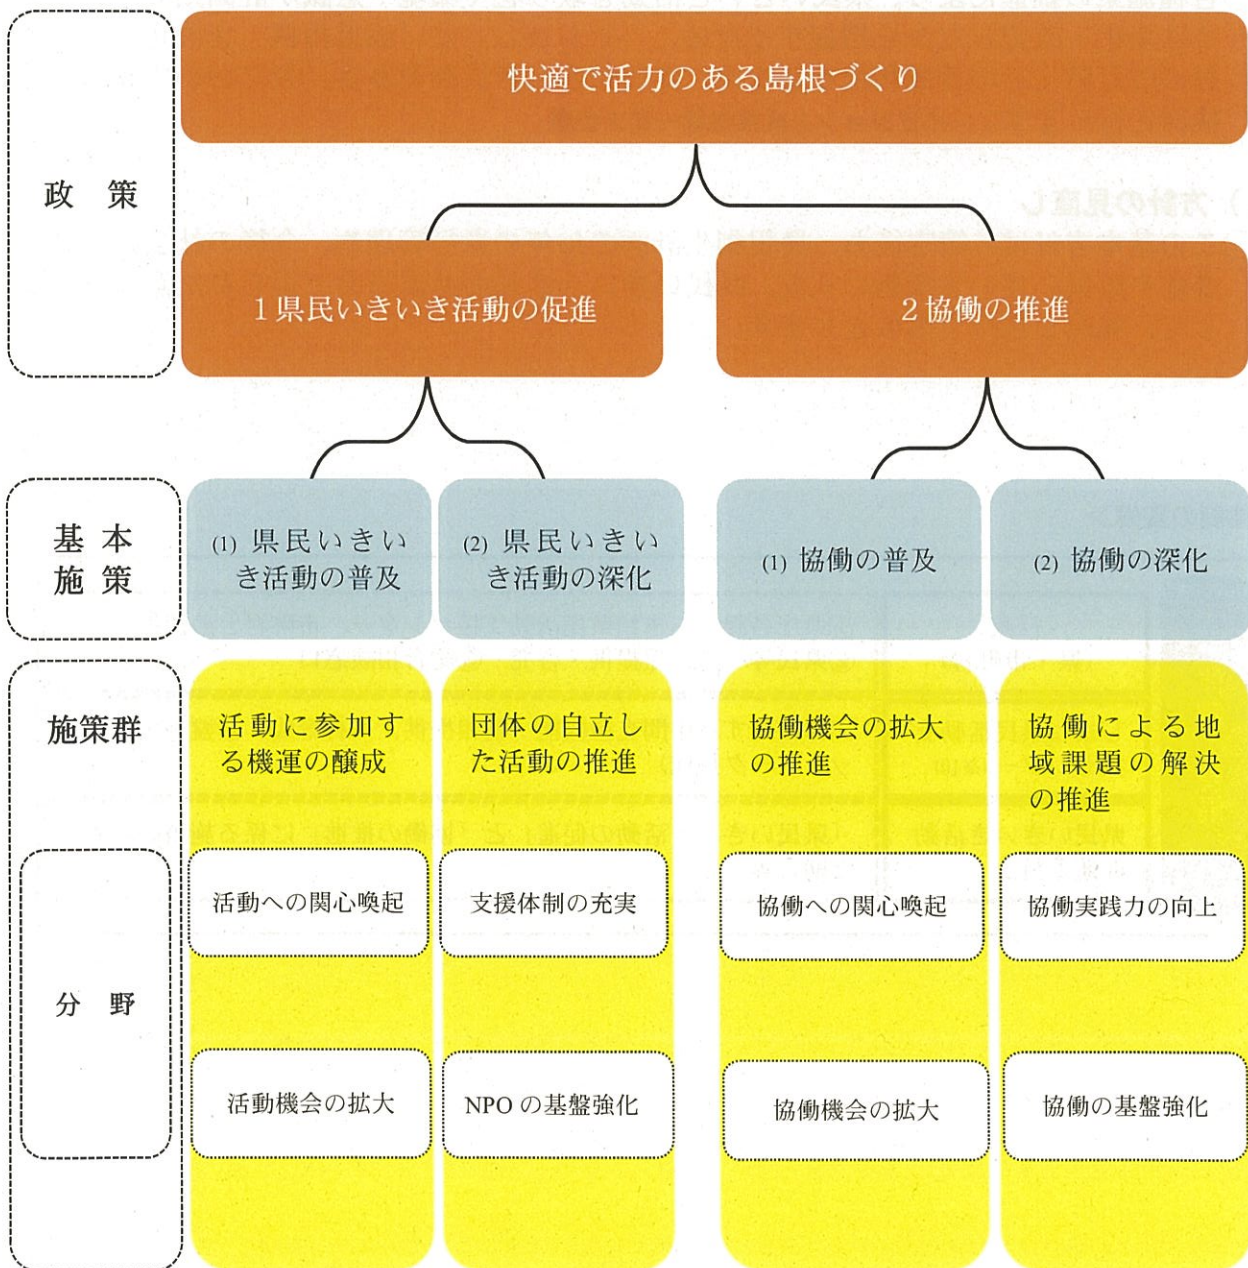 快適で活力のある島根づくり
政 策
）方針の見直し
1県民いきいき活動の促進
2協働の推進
基 本
施 策
(1) 県民いきい
き活動の普及
(2) 県民いきい
き活動の深化
(1) 協働の普及
(2) 協働の深化
施策群
活動に参加す
る機運の醸成
団体の自立し
た活動の推進
協働機会の拡大
の推進
協働による地
域課題の解決
の推進
分 野
活動への関心喚起
支援体制の充実
協働への関心喚起
協働実践力の向上
活動機会の拡大
NPO の基盤強化
協働機会の拡大
協働の基盤強化